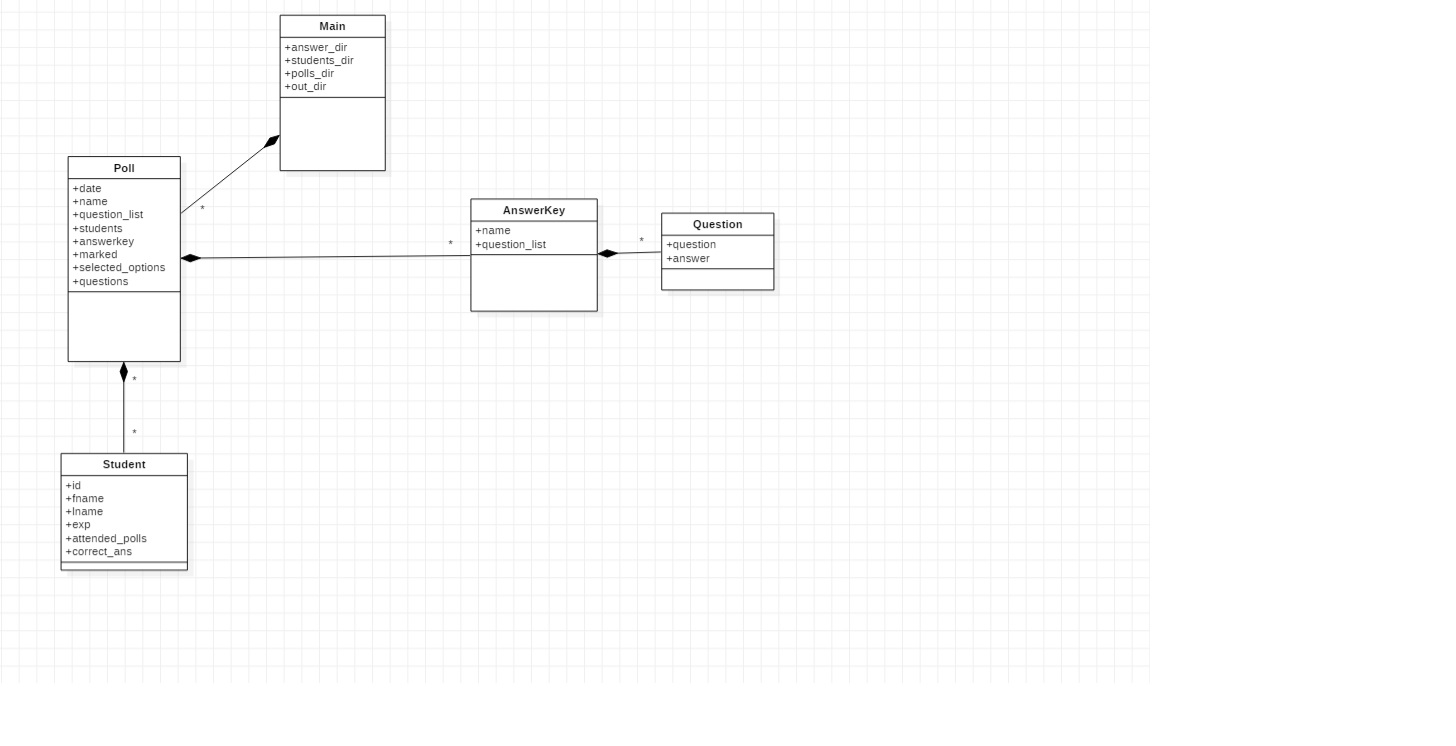 Main
+answer_dir
+students_dir
+polls_dir
+out_dir
Poll
+date
+name
+question_list
+students
+answerkey
+marked
+selected_options
+questions
*
*
AnswerKey
+name
+question_list
*
Question
+question
+answer
*
*
Student
+id
+fname
+lname
+exp
+attended_polls
+correct_ans